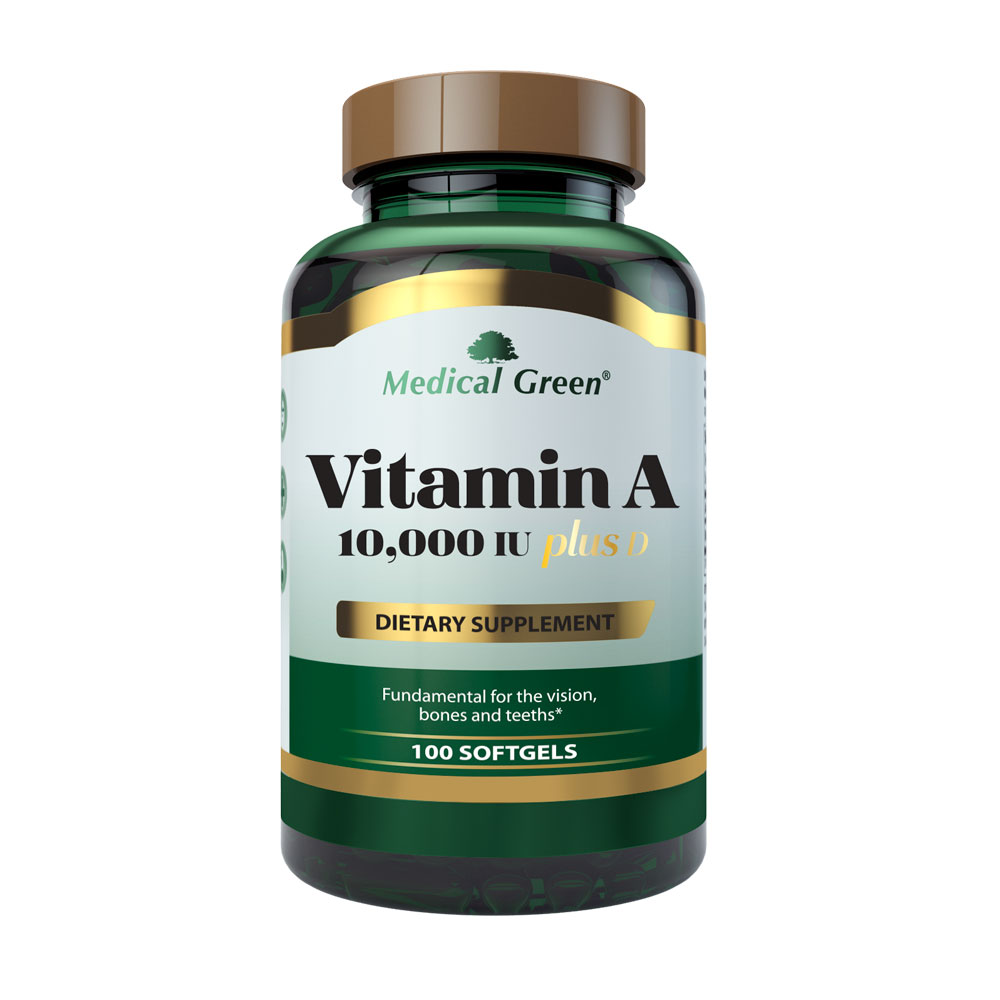 Medical Green®
Vitamin A
10,000 IU plus D
DIETARY SUPPLEMENT
Fundamental for the vision,
bones and teeths*
100 SOFTGELS